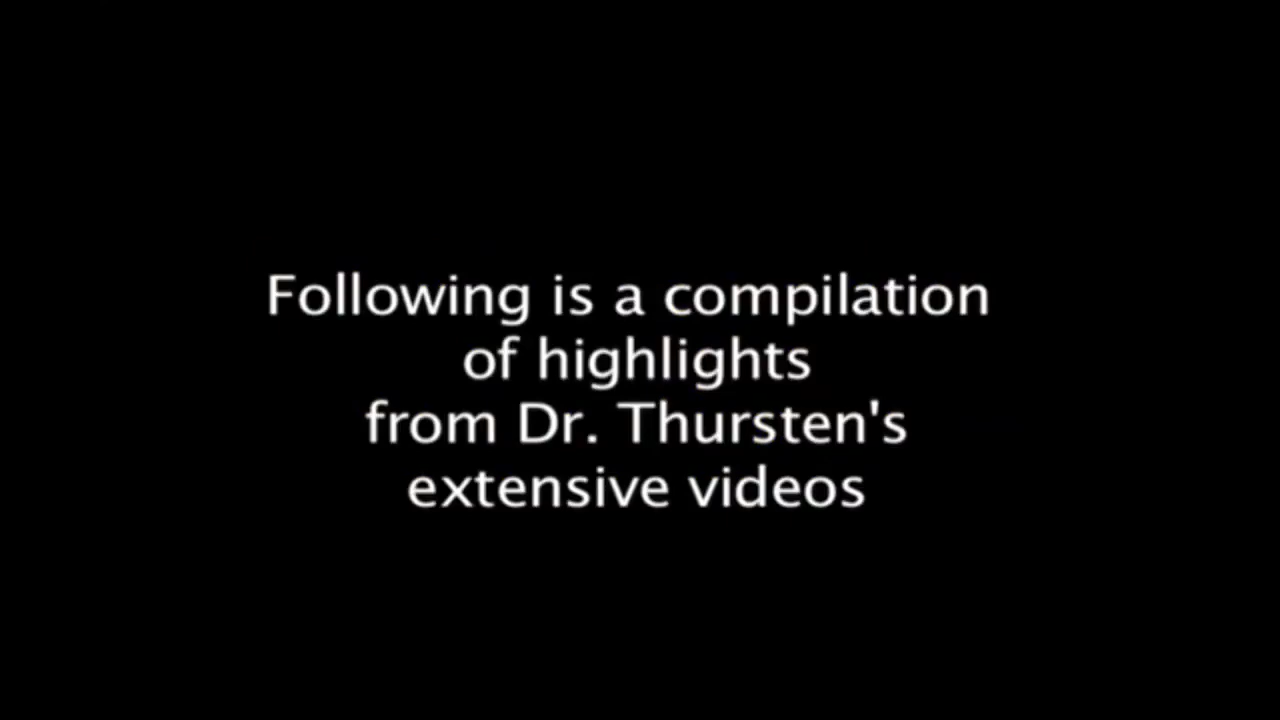 Following is a compilation
of highlights
from Dr. Thursten's
extensive videos